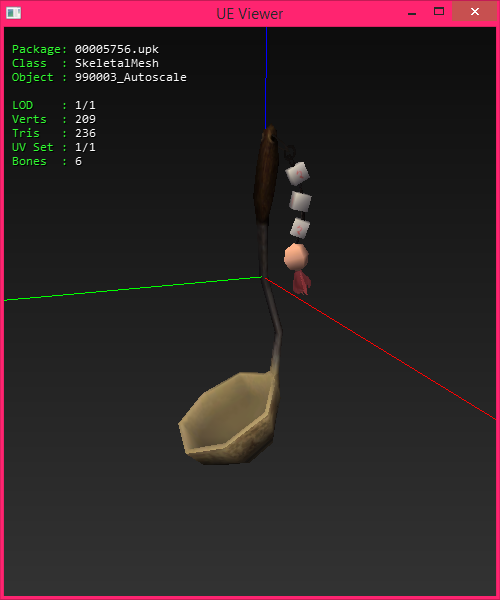 UE Viewer
Package: 00005756.upk
Class  : SkeletalMesh
Object : 990003_Autoscale
LOD    : 1/1
Verts  : 209
Tris   : 236
UV Set : 1/1
Bones  : 6